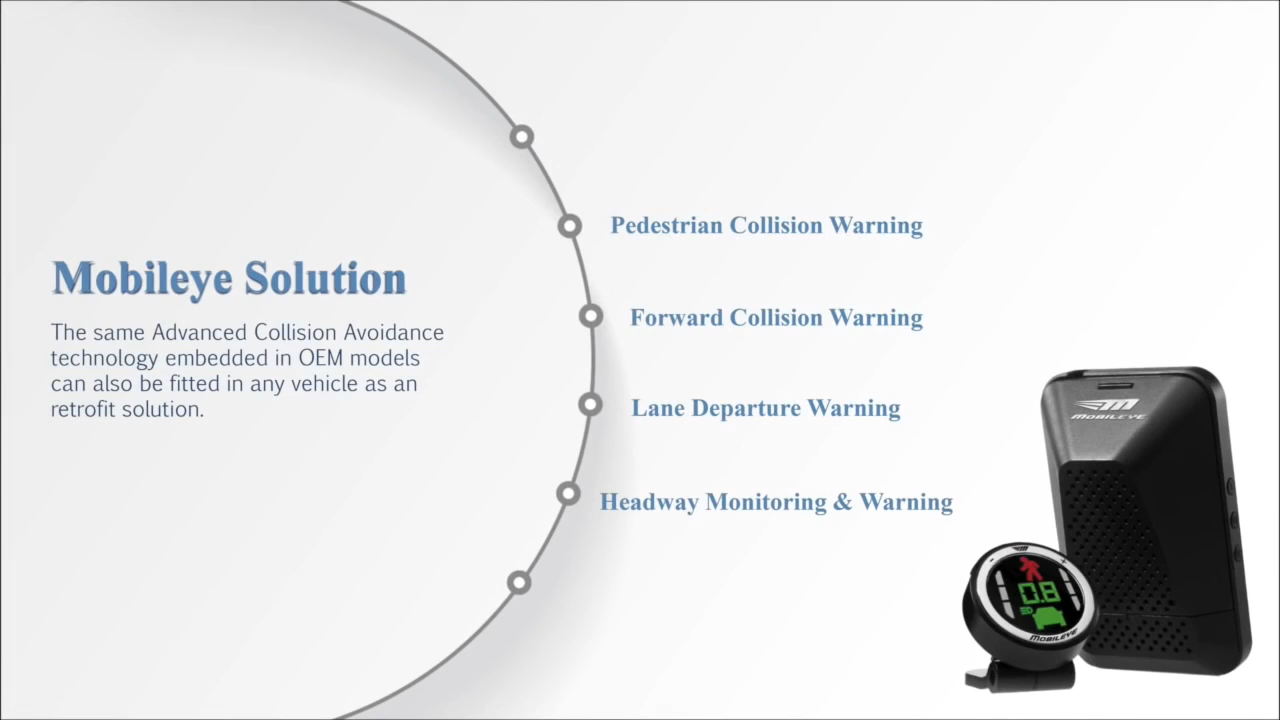 Mobileye Solution
The same Advanced Collision Avoidance
technology embedded in OEM models
can also be fitted in any vehicle as an
retrofit solution.
Pedestrian Collision Warning
Forward Collision Warning
Lane Departure Warning
Headway Monitoring & Warning
MOBILEYE
0.8
MOBILEYE